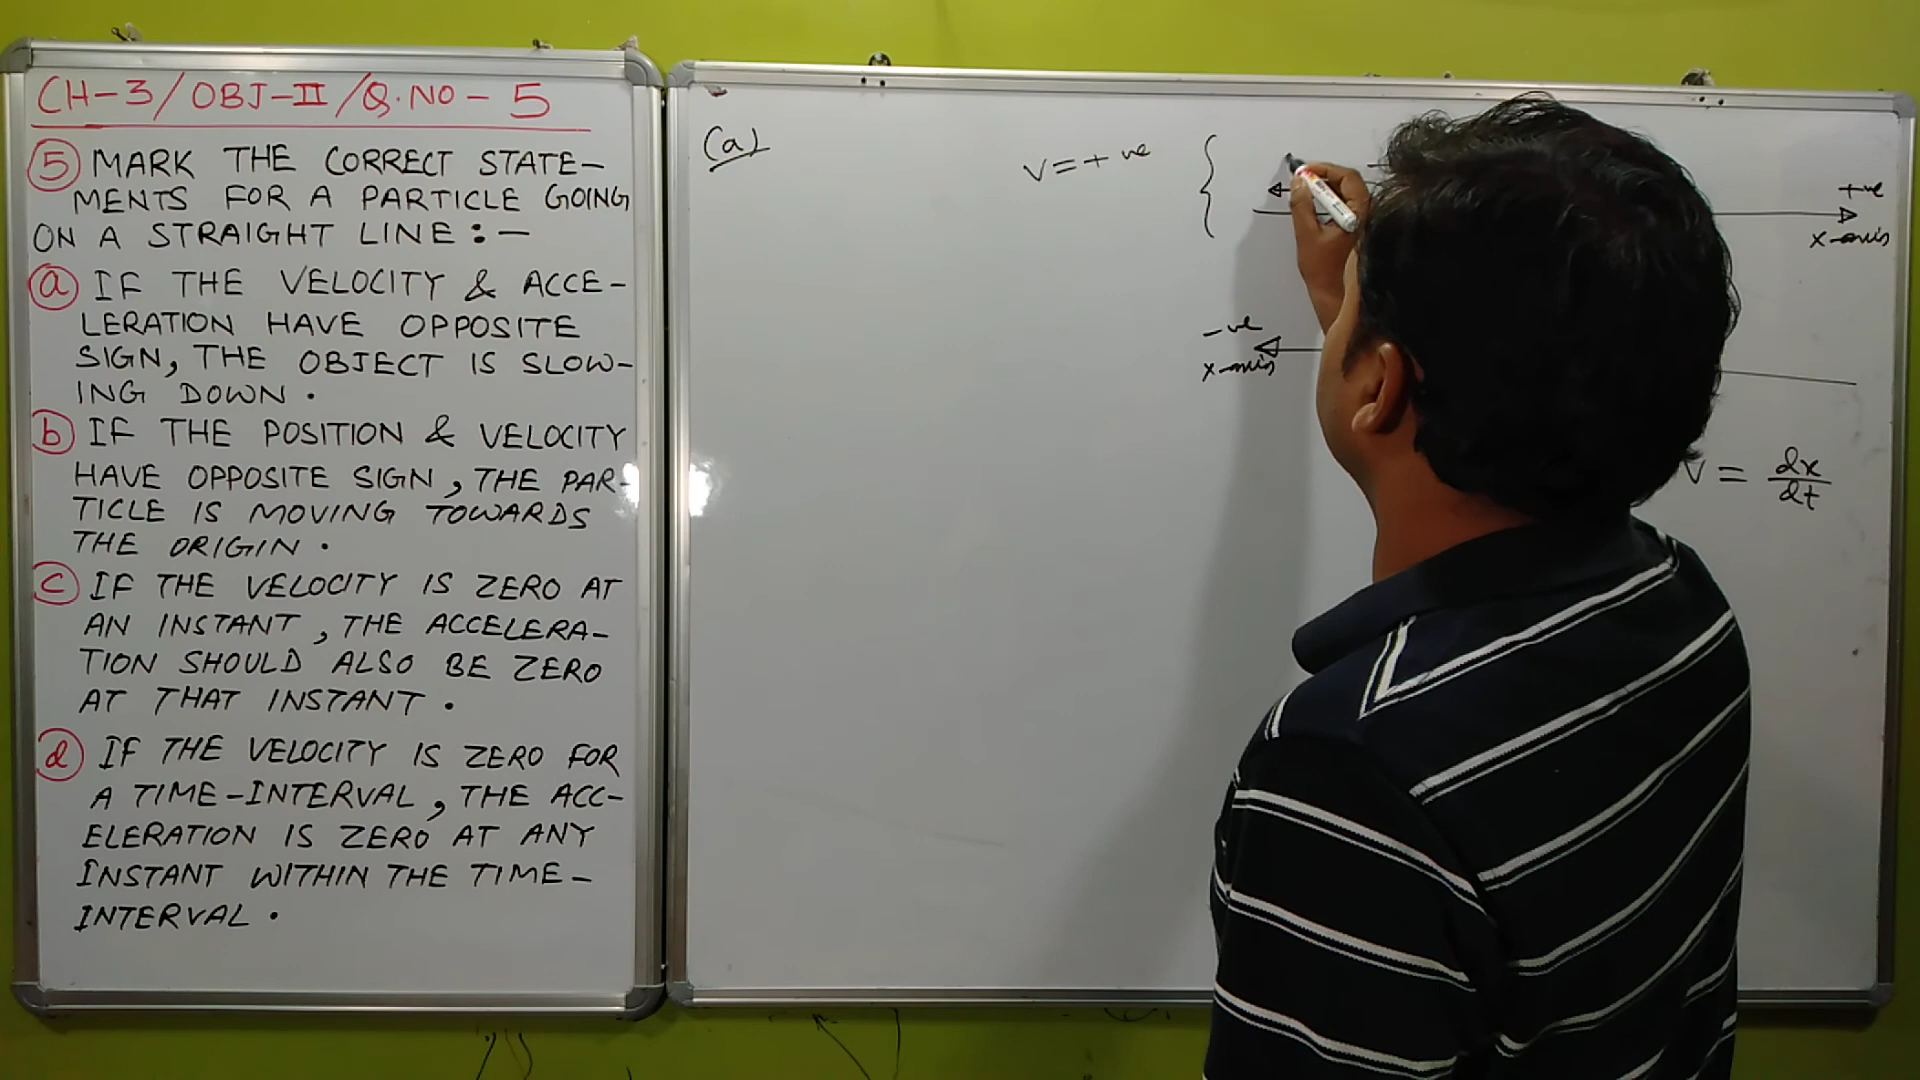 CH-3/OBJ-II/Q.NO-5
5 MARK THE CORRECT STATE-
MENTS FOR A PARTICLE GOING
ON A STRAIGHT LINE:-
a IF THE VELOCITY & ACCE-
LERATION HAVE OPPOSITE
SIGN, THE OBJECT IS SLOW-
ING DOWN.
b IF THE POSITION & VELOCITY
HAVE OPPOSITE SIGN, THE PAR-
TICLE IS MOVING TOWARDS
THE ORIGIN.
c IF THE VELOCITY IS ZERO AT
AN INSTANT, THE ACCELERA-
TION SHOULD ALSO BE ZERO
AT THAT INSTANT.
d IF THE VELOCITY IS ZERO FOR
A TIME-INTERVAL, THE ACC-
ELERATION IS ZERO AT ANY
INSTANT WITHIN THE TIME-
INTERVAL.
(a)
v=+ve
+ve
x-axis
-ve
x-axis
V = dx/dt